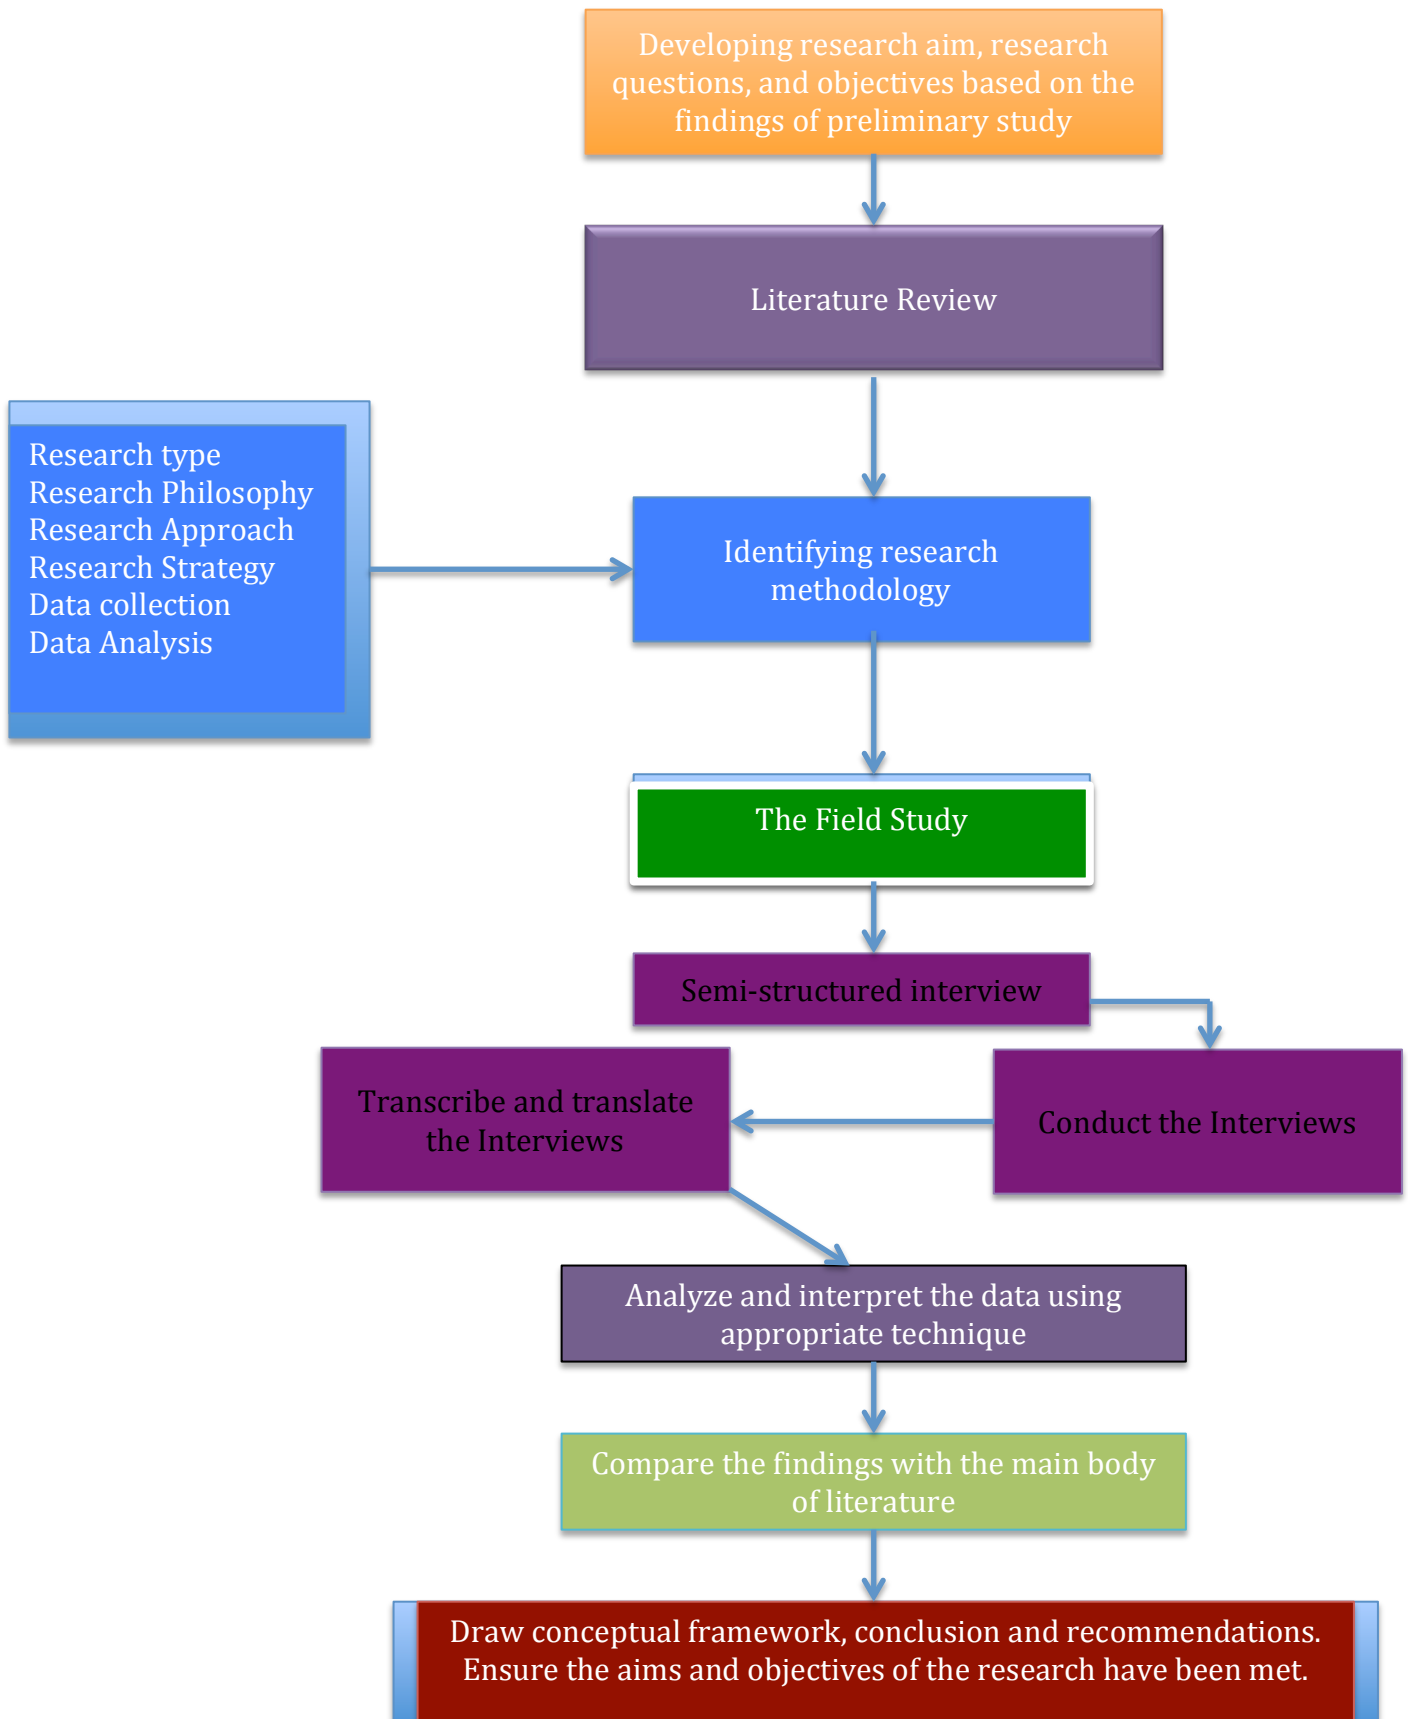 Developing research aim, research
questions, and objectives based on the
findings of preliminary study
Literature Review
Research type
Research Philosophy
Research Approach
Research Strategy
Data collection
Data Analysis
Identifying research
methodology
The Field Study
Semi-structured interview
Transcribe and translate
the Interviews
Conduct the Interviews
Analyze and interpret the data using
appropriate technique
Compare the findings with the main body
of literature
Draw conceptual framework, conclusion and recommendations.
Ensure the aims and objectives of the research have been met.